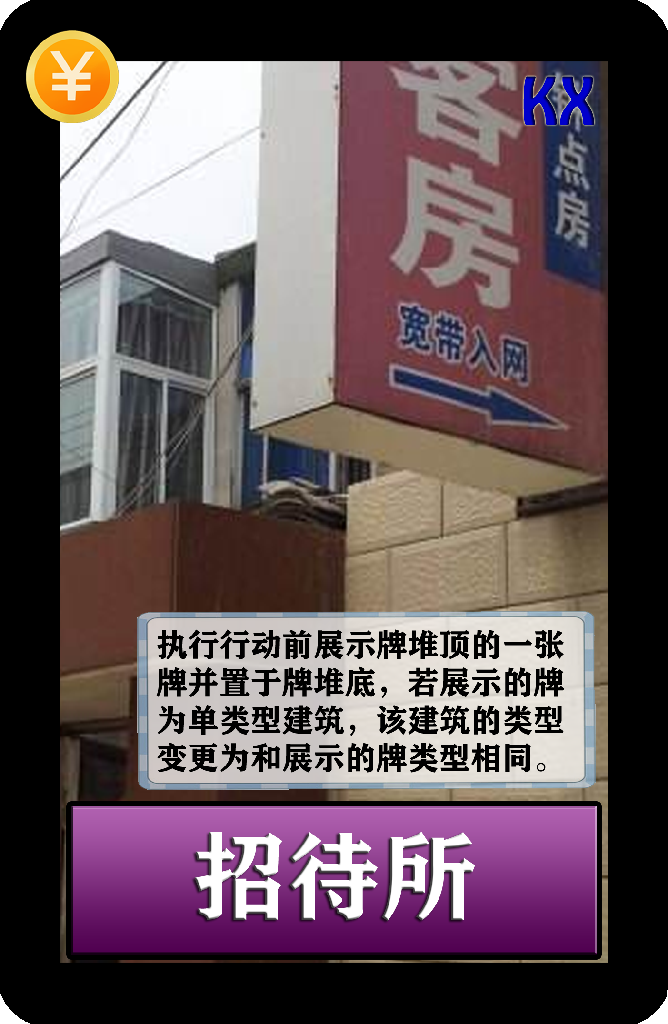 ¥
KX
客房
点房
宽带入网
执行行动前展示牌堆顶的一张
牌并置于牌堆底，若展示的牌
为单类型建筑，该建筑的类型
变更为和展示的牌类型相同。
招待所